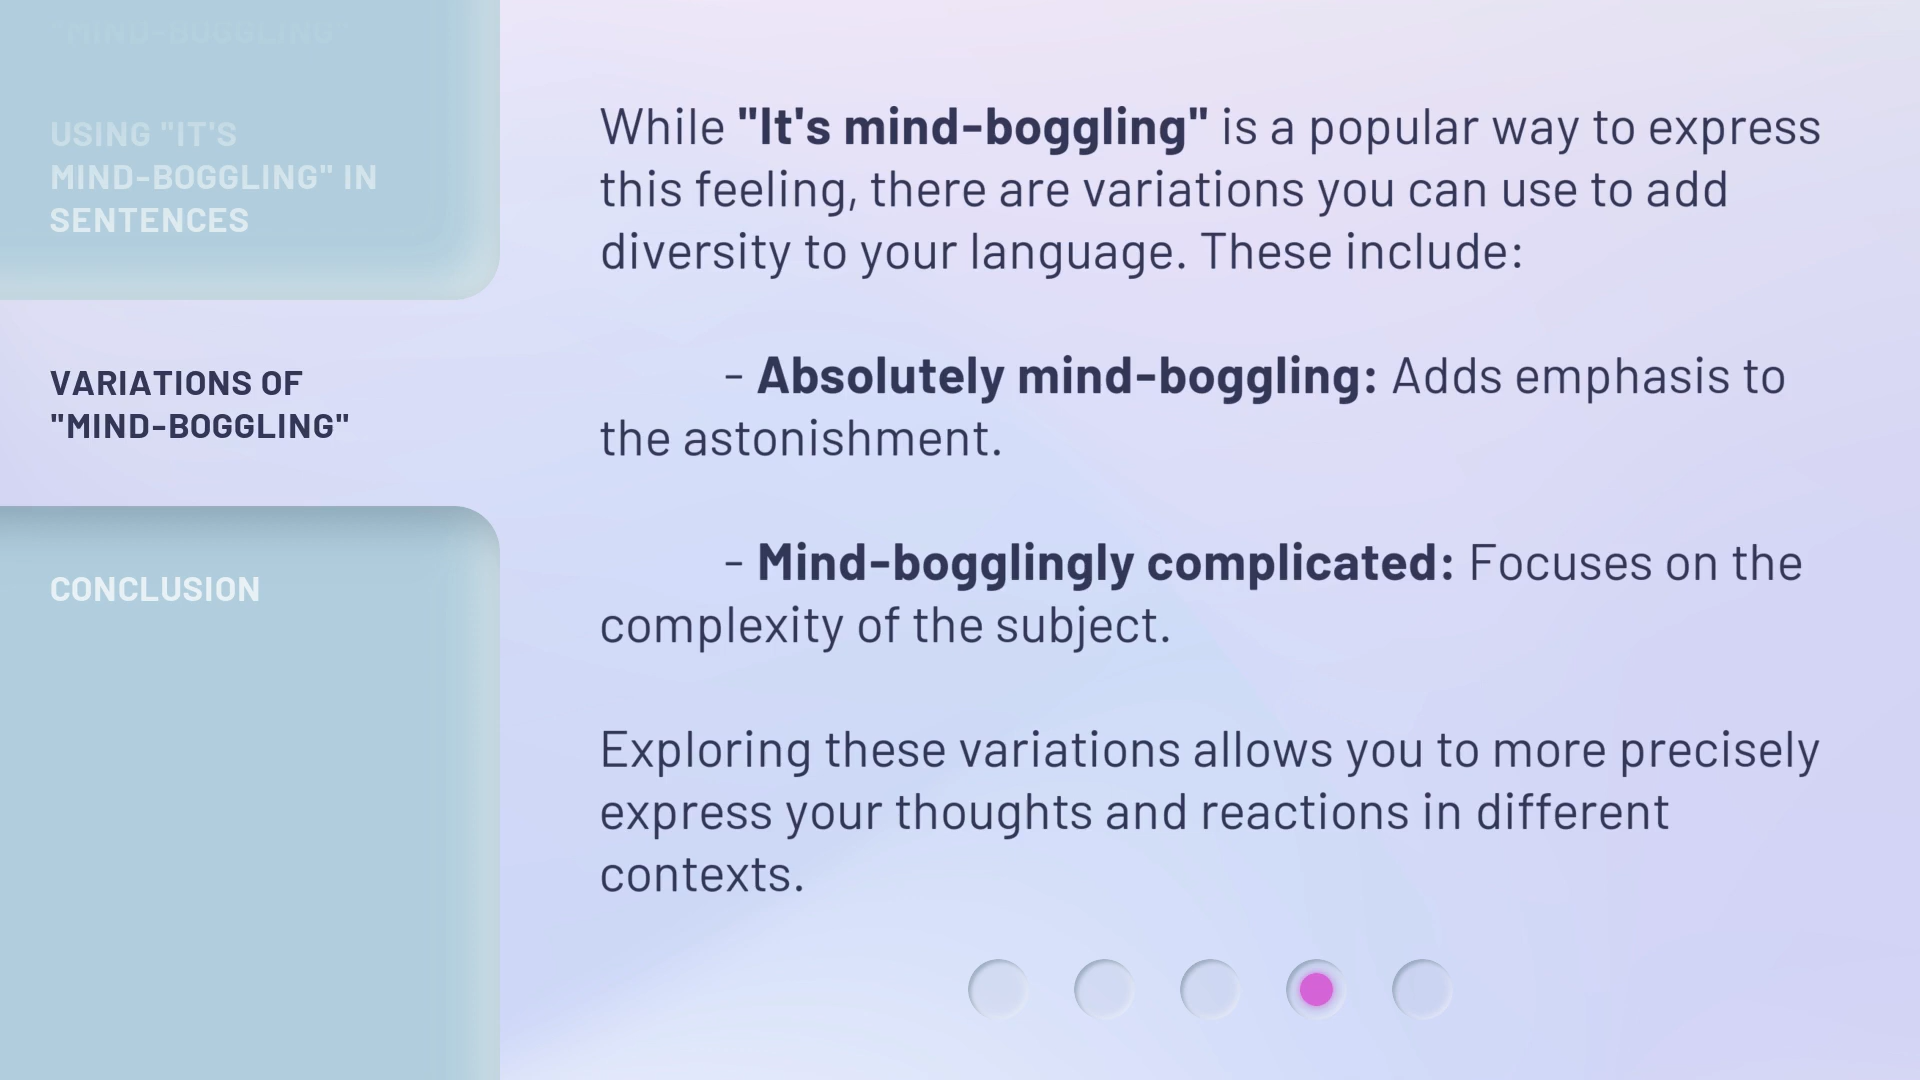 "MIND-BOGGLING"
USING "IT'S
MIND-BOGGLING" IN
SENTENCES
VARIATIONS OF
"MIND-BOGGLING"
CONCLUSION
While "It's mind-boggling" is a popular way to express
this feeling, there are variations you can use to add
diversity to your language. These include:
- Absolutely mind-boggling: Adds emphasis to
the astonishment.
- Mind-bogglingly complicated: Focuses on the
complexity of the subject.
Exploring these variations allows you to more precisely
express your thoughts and reactions in different
contexts.